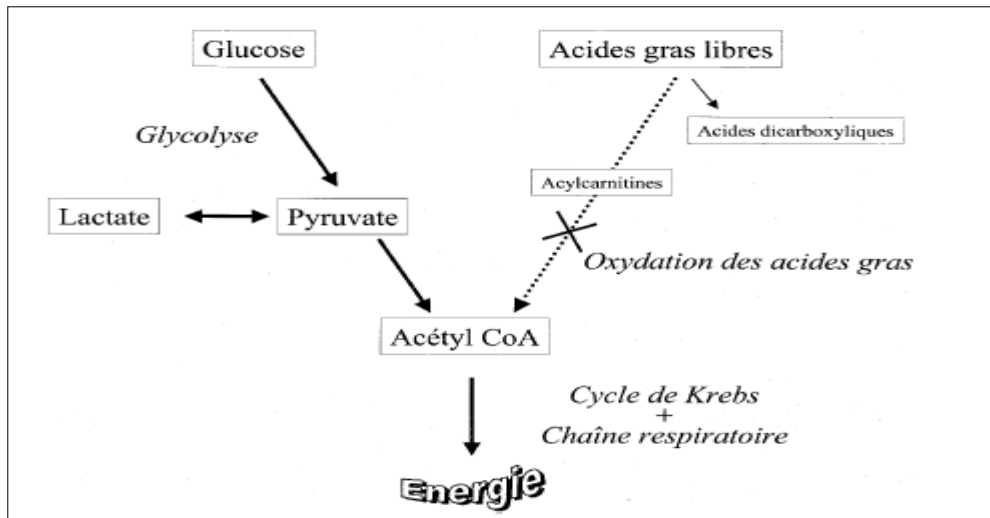 Glucose
Acides gras libres
Glycolyse
Acides dicarboxyliques
Acylcarnitines
Lactate
Pyruvate
Oxydation des acides gras
Acétyl CoA
Cycle de Krebs
+
Chaîne respiratoire
Energie